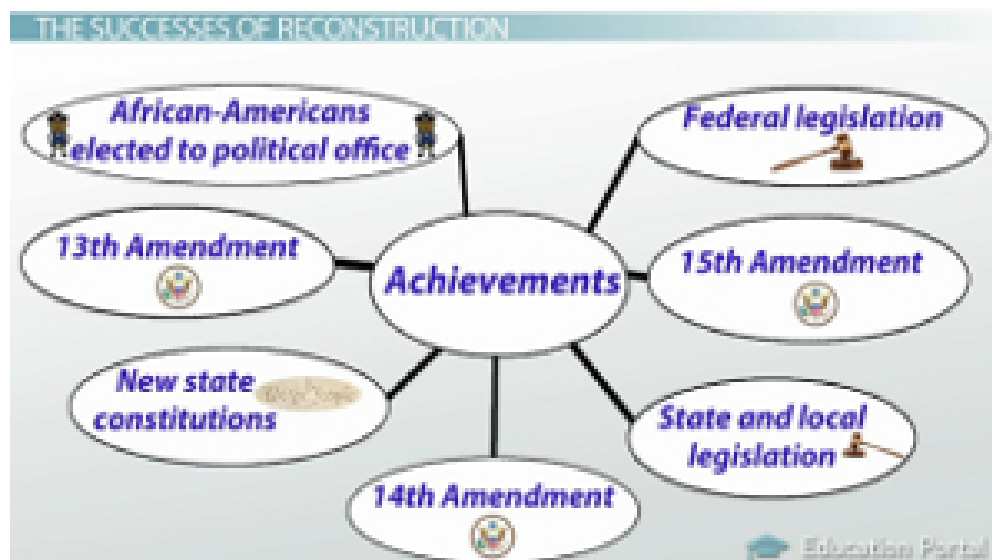 THE SUCCESSES OF RECONSTRUCTION
African-Americans
elected to political office
Federal legislation
13th Amendment
Achievements
15th Amendment
New state
constitutions
State and local
legislation
14th Amendment
Education Portal